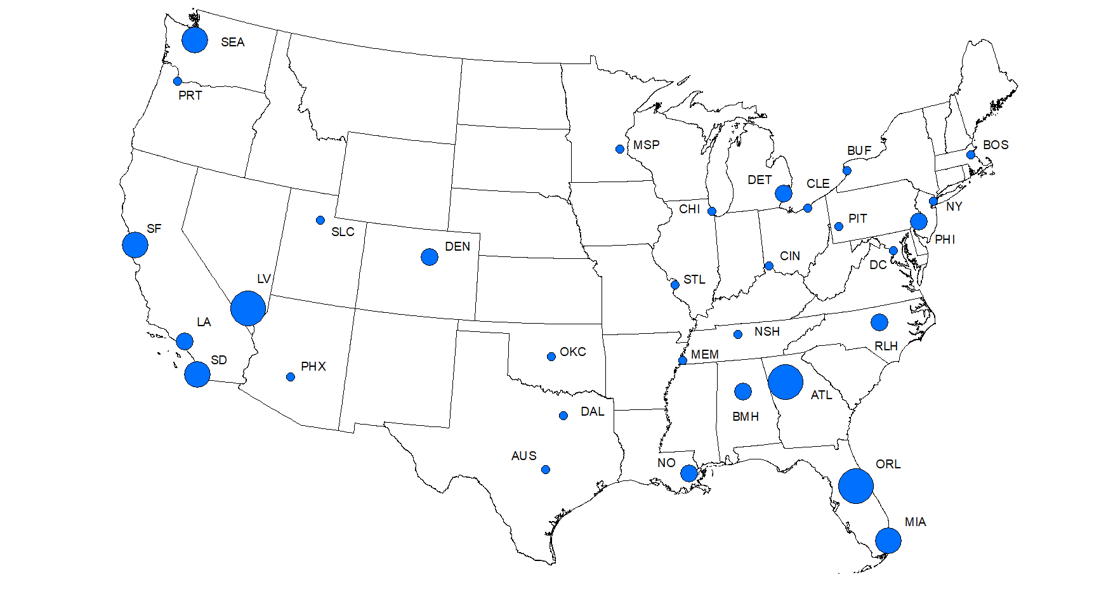 SEA
PRT
MSP
BOS
BUF
DET
CLE
CHI
NY
PIT
SF
SLC
PHI
DEN
CIN
DC
LV
STL
LA
NSH
RLH
SD
OKC
MEM
PHX
ATL
DAL
BMH
AUS
NO
ORL
MIA